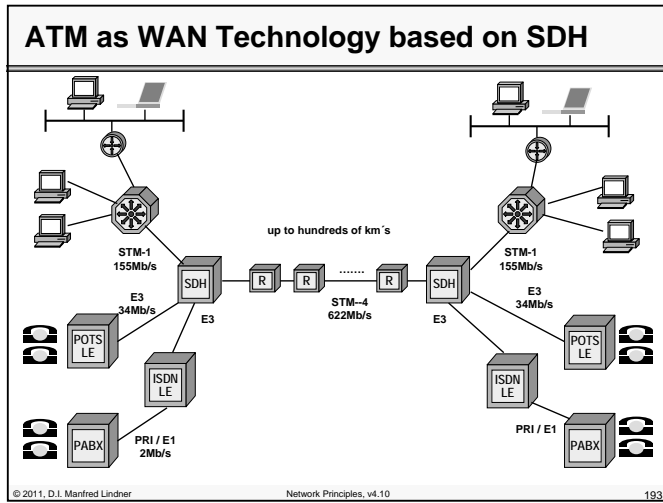 ATM as WAN Technology based on SDH
up to hundreds of km´s
STM-1
155Mb/s
STM-1
155Mb/s
SDH
R
R
.......
R
SDH
STM--4
622Mb/s
E3
34Mb/s
E3
E3
E3
34Mb/s
POTS
LE
POTS
LE
ISDN
LE
ISDN
LE
PABX
PRI / E1
2Mb/s
PRI / E1
PABX
© 2011, D.I. Manfred Lindner
Network Principles, v4.10
193